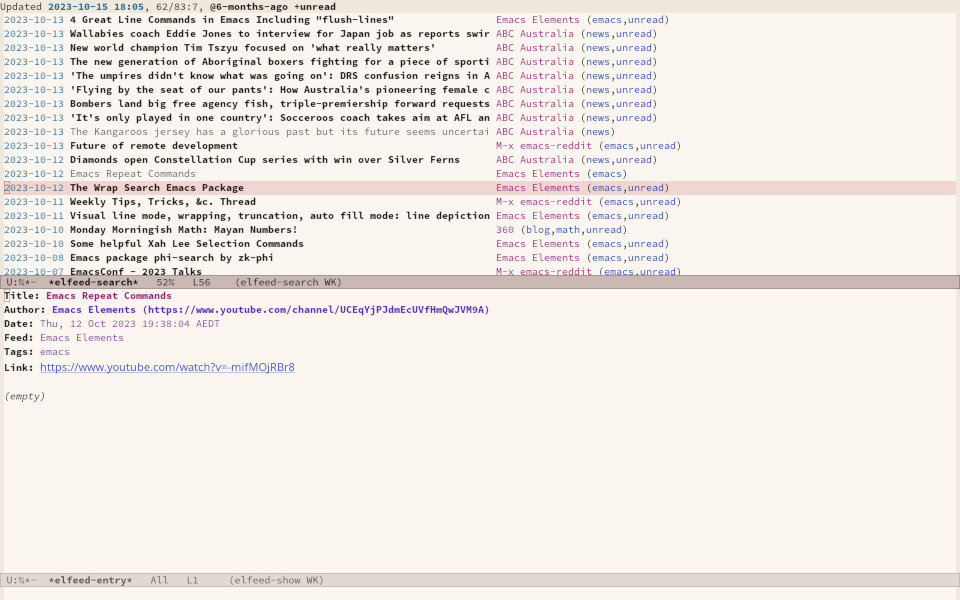 Updated 2023-10-15 18:05, 62/83:7, @6-months-ago +unread
2023-10-13 4 Great Line Commands in Emacs Including "flush-lines" Emacs Elements (emacs,unread)
2023-10-13 Wallabies coach Eddie Jones to interview for Japan job as reports swir ABC Australia (news,unread)
2023-10-13 New world champion Tim Tszyu focused on 'what really matters' ABC Australia (news,unread)
2023-10-13 The new generation of Aboriginal boxers fighting for a piece of sporti ABC Australia (news,unread)
2023-10-13 'The umpires didn't know what was going on': DRS confusion reigns in A ABC Australia (news,unread)
2023-10-13 'Flying by the seat of our pants': How Australia's pioneering female c ABC Australia (news,unread)
2023-10-13 Bombers land big free agency fish, triple-premiership forward requests ABC Australia (news,unread)
2023-10-13 'It's only played in one country': Socceroos coach takes aim at AFL an ABC Australia (news,unread)
2023-10-13 The Kangaroos jersey has a glorious past but its future seems uncertai ABC Australia (news)
2023-10-13 Future of remote development M-x emacs-reddit (emacs,unread)
2023-10-12 Diamonds open Constellation Cup series with win over Silver Ferns ABC Australia (news,unread)
2023-10-12 Emacs Repeat Commands Emacs Elements (emacs)
2023-10-12 The Wrap Search Emacs Package Emacs Elements (emacs,unread)
2023-10-11 Weekly Tips, Tricks, &c. Thread M-x emacs-reddit (emacs,unread)
2023-10-11 Visual line mode, wrapping, truncation, auto fill mode: line depiction Emacs Elements (emacs,unread)
2023-10-10 Monday Morningish Math: Mayan Numbers! 360 (blog,math,unread)
2023-10-10 Some helpful Xah Lee Selection Commands Emacs Elements (emacs,unread)
2023-10-08 Emacs package phi-search by zk-phi Emacs Elements (emacs,unread)
2023-10-07 EmacsConf - 2023 Talks M-x emacs-reddit (emacs,unread)
U:%*- *elfeed-search* 52% L56 (elfeed-search WK)
Title: Emacs Repeat Commands
Author: Emacs Elements (https://www.youtube.com/channel/UCEqYjPJdmEcUVfHmQwJVM9A)
Date: Thu, 12 Oct 2023 19:38:04 AEDT
Feed: Emacs Elements
Tags: emacs
Link: https://www.youtube.com/watch?v=-mifMOjRBr8
(empty)
U:%*- *elfeed-entry* All L1 (elfeed-show WK)